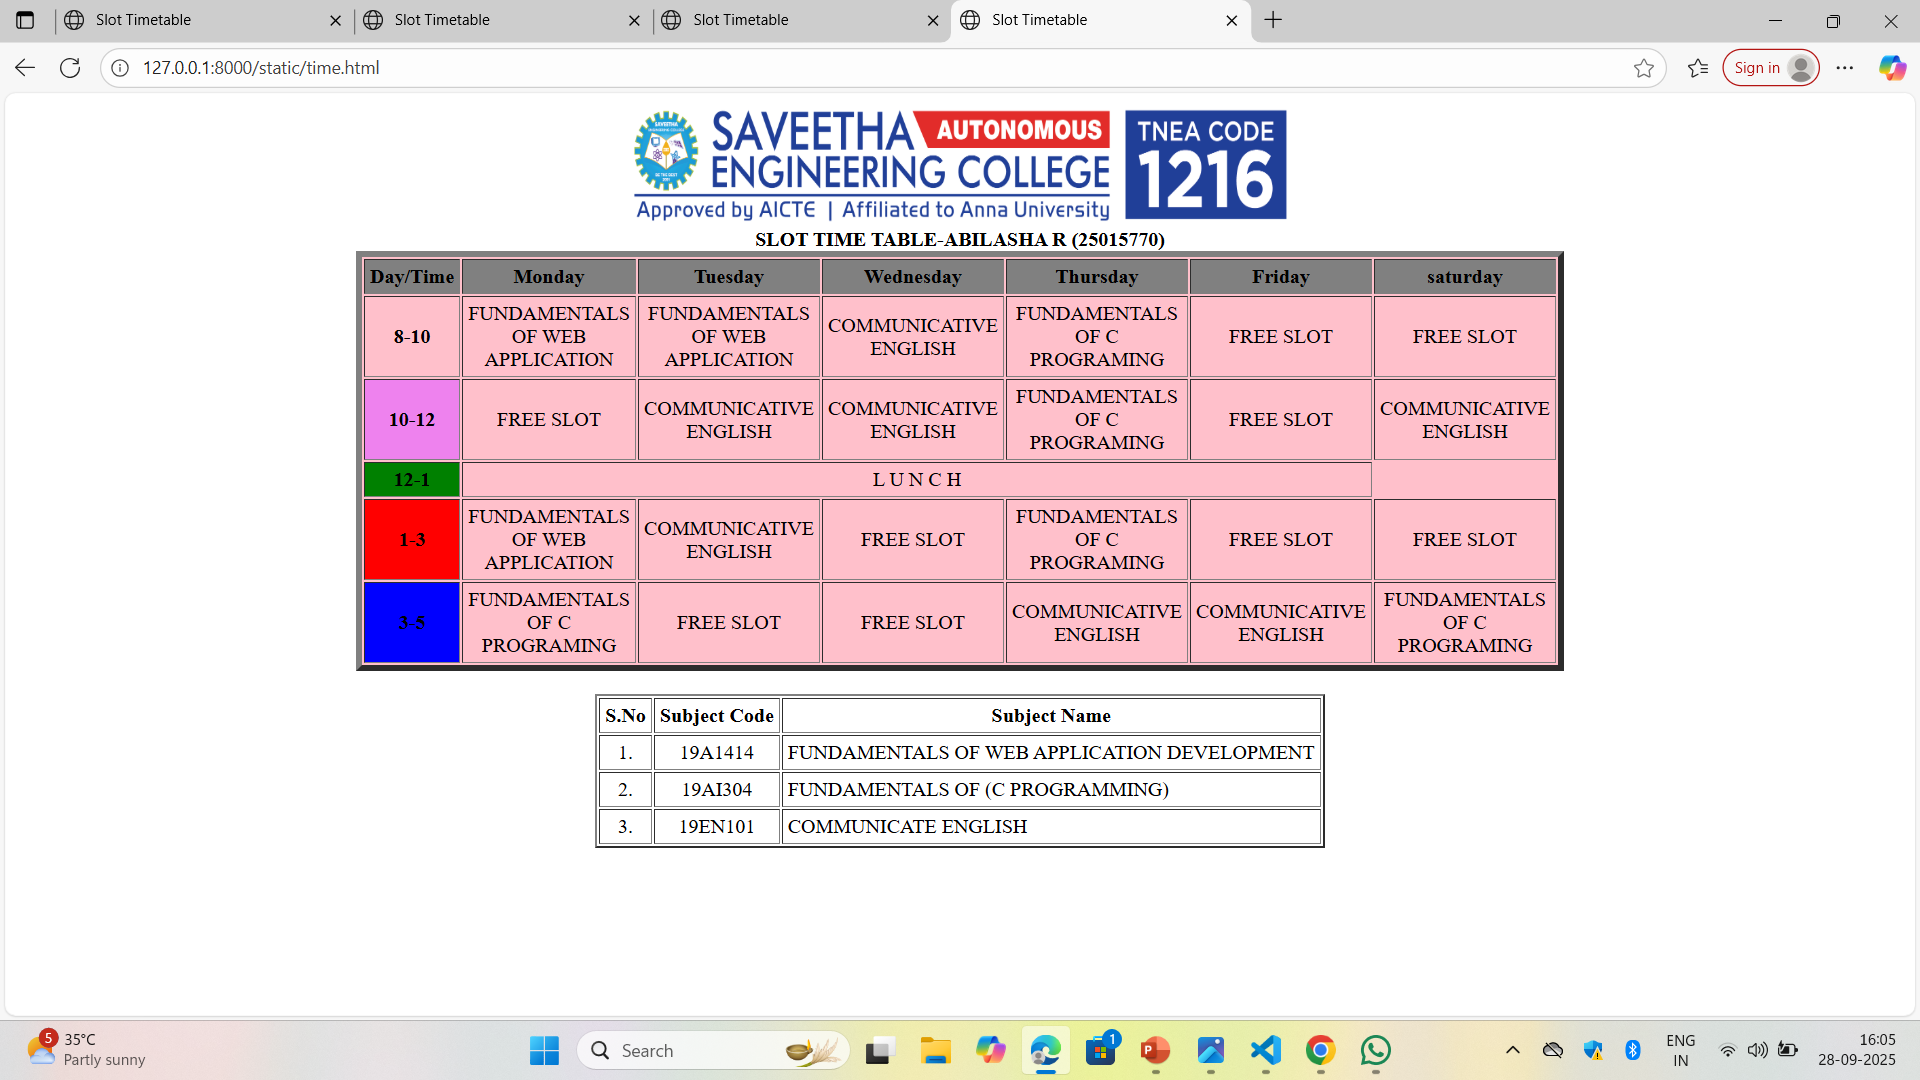 Slot Timetable
Slot Timetable
Slot Timetable
Slot Timetable
127.0.0.1:8000/static/time.html
Sign in
SAVEETHA AUTONOMOUS
ENGINEERING COLLEGE
Approved by AICTE | Affiliated to Anna University
TNEA CODE
1216
SLOT TIME TABLE-ABILASHA R (25015770)
Day/Time Monday Tuesday Wednesday Thursday Friday saturday
8-10
FUNDAMENTALS
OF WEB
APPLICATION
FUNDAMENTALS
OF WEB
APPLICATION
COMMUNICATIVE
ENGLISH
FUNDAMENTALS
OF C
PROGRAMING
FREE SLOT
FREE SLOT
10-12
FREE SLOT
COMMUNICATIVE
ENGLISH
COMMUNICATIVE
ENGLISH
FUNDAMENTALS
OF C
PROGRAMING
FREE SLOT
COMMUNICATIVE
ENGLISH
12-1
L U N C H
1-3
FUNDAMENTALS
OF WEB
APPLICATION
COMMUNICATIVE
ENGLISH
FREE SLOT
FUNDAMENTALS
OF C
PROGRAMING
FREE SLOT
FREE SLOT
3-5
FUNDAMENTALS
OF C
PROGRAMING
FREE SLOT
FREE SLOT
COMMUNICATIVE
ENGLISH
COMMUNICATIVE
ENGLISH
FUNDAMENTALS
OF C
PROGRAMING
S.No Subject Code Subject Name
1. 19A1414 FUNDAMENTALS OF WEB APPLICATION DEVELOPMENT
2. 19AI304 FUNDAMENTALS OF (C PROGRAMMING)
3. 19EN101 COMMUNICATE ENGLISH
5
35°C
Partly sunny
Search
1
ENG
IN
16:05
28-09-2025